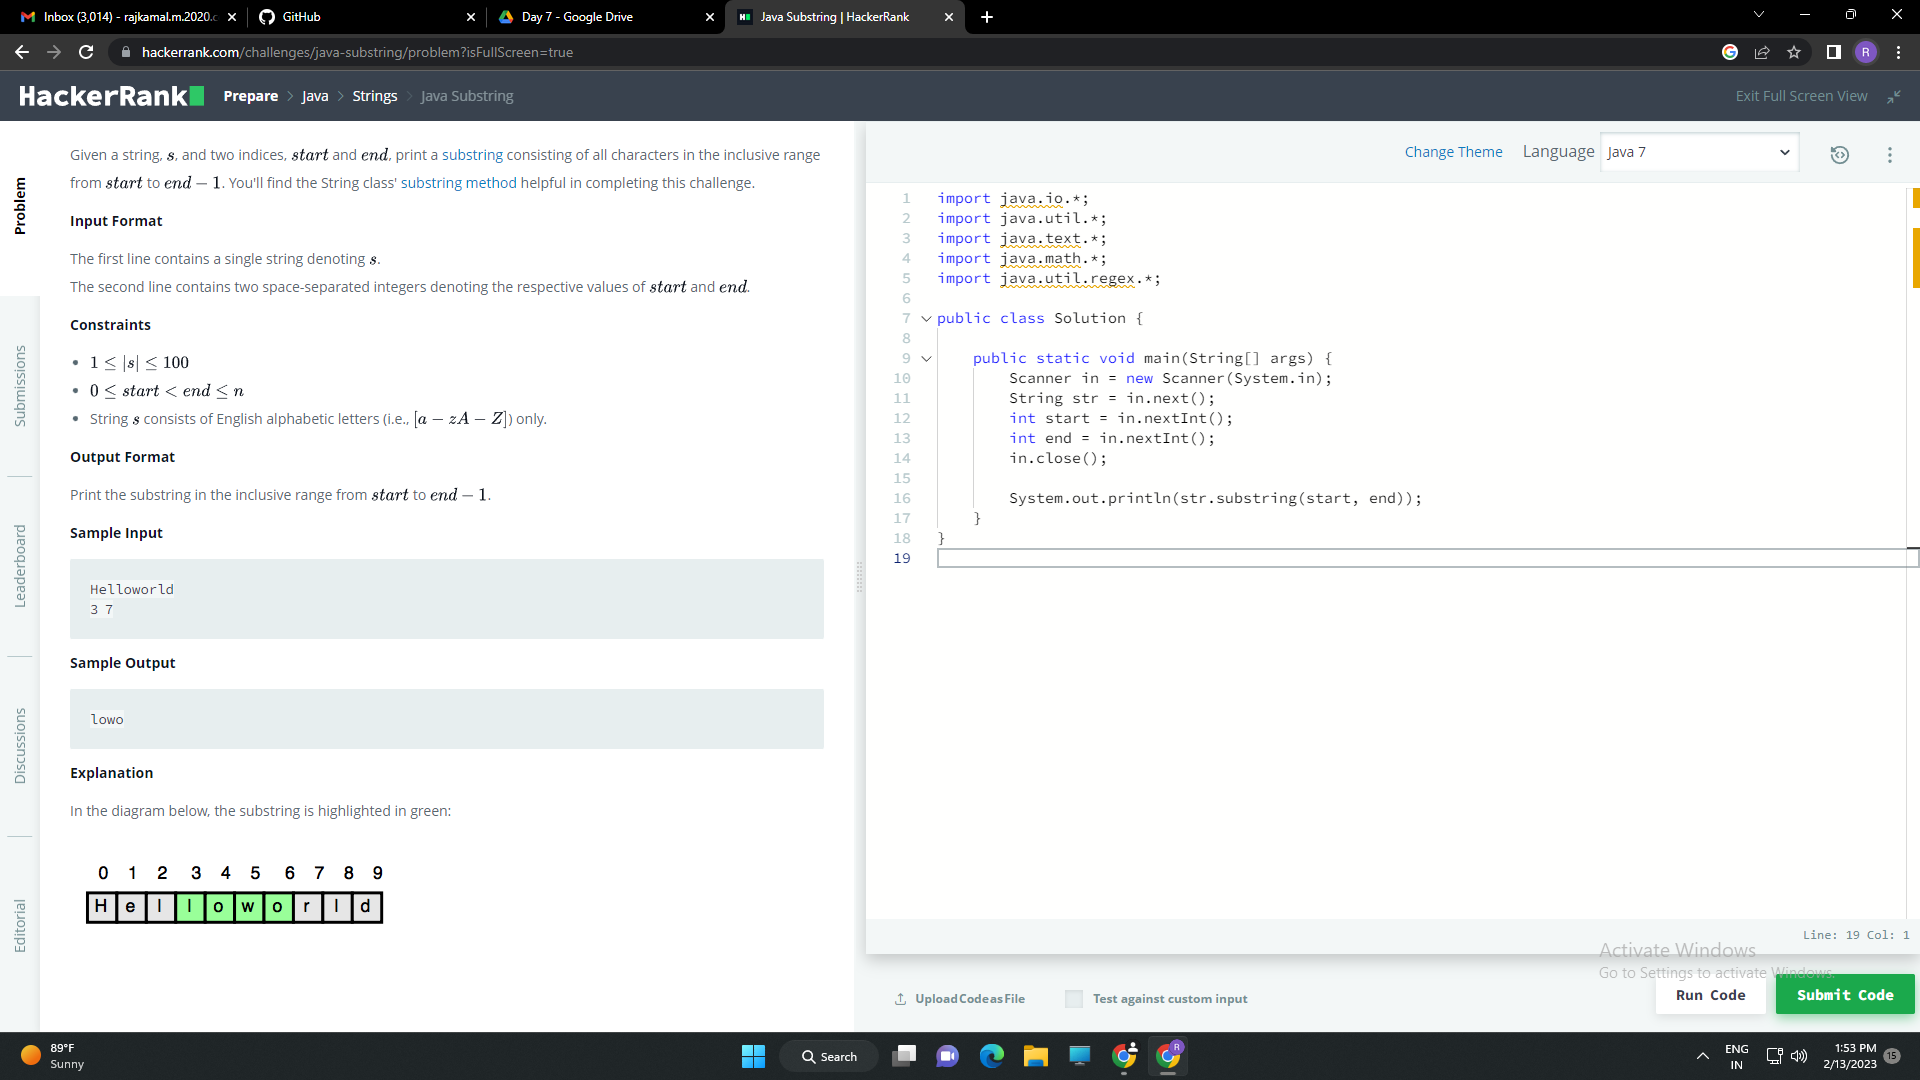 Inbox (3,014) - rajkamal.m.2020.c
GitHub
Day 7 - Google Drive
Java Substring | HackerRank
hackerrank.com/challenges/java-substring/problem?isFullScreen=true
R
HackerRank
Prepare > Java > Strings > Java Substring
Exit Full Screen View
Problem
Submissions
Leaderboard
Discussions
Editorial
Given a string, s, and two indices, start and end, print a substring consisting of all characters in the inclusive range
from start to end − 1. You'll find the String class' substring method helpful in completing this challenge.
Input Format
The first line contains a single string denoting s.
The second line contains two space-separated integers denoting the respective values of start and end.
Constraints
• 1 ≤ |s| ≤ 100
• 0 ≤ start < end ≤ n
• String s consists of English alphabetic letters (i.e., [a − zA − Z]) only.
Output Format
Print the substring in the inclusive range from start to end − 1.
Sample Input
Helloworld
3 7
Sample Output
lowo
Explanation
In the diagram below, the substring is highlighted in green:
0 1 2 3 4 5 6 7 8 9
H e l l o w o r l d
Change Theme
Language
Java 7
1 import java.io.*;
2 import java.util.*;
3 import java.text.*;
4 import java.math.*;
5 import java.util.regex.*;
6
7 public class Solution {
8
9 public static void main(String[] args) {
10 Scanner in = new Scanner(System.in);
11 String str = in.next();
12 int start = in.nextInt();
13 int end = in.nextInt();
14 in.close();
15
16 System.out.println(str.substring(start, end));
17 }
18 }
19
Line: 19 Col: 1
Activate Windows
Go to Settings to activate Windows.
Upload Code as File
Test against custom input
Run Code
Submit Code
89°F
Sunny
Search
R
ENG
IN
1:53 PM
2/13/2023
15